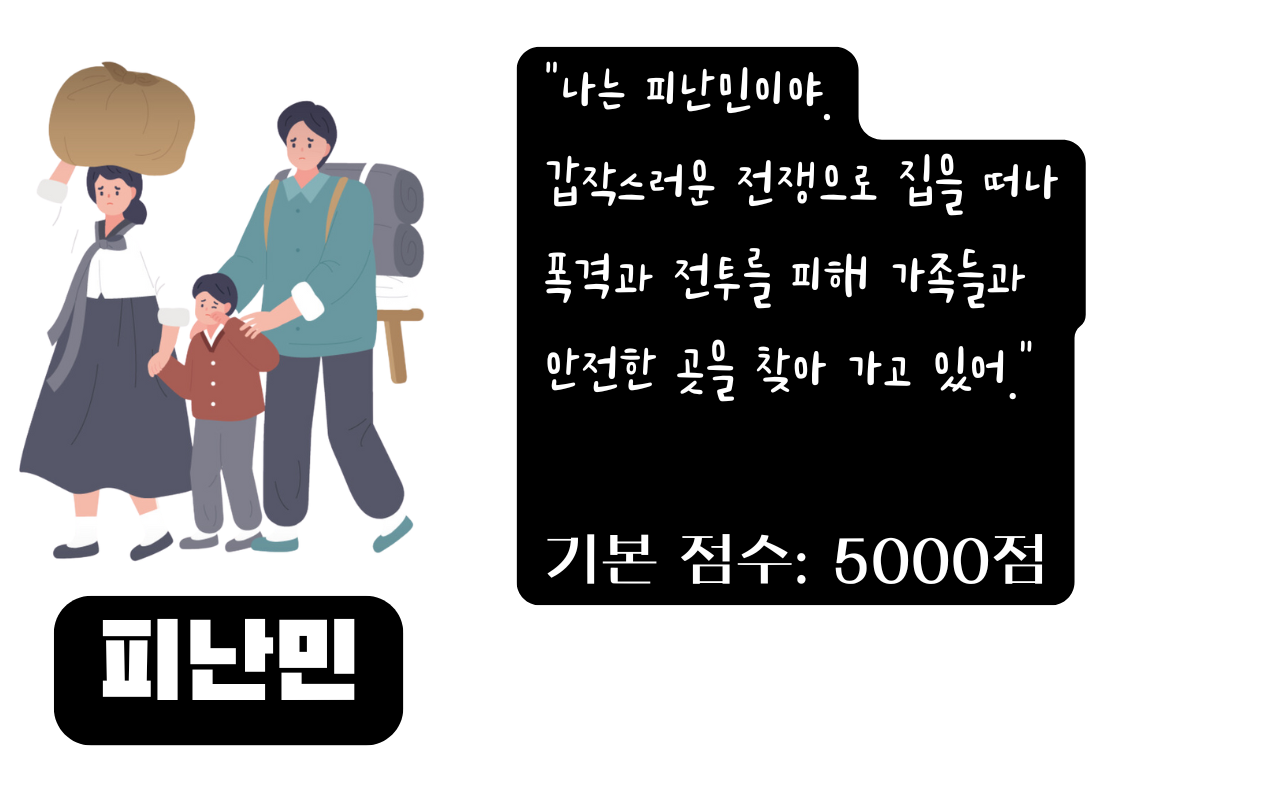 "나는 피난민이야.
갑작스러운 전쟁으로 집을 떠나
폭격과 전투를 피해 가족들과
안전한 곳을 찾아 가고 있어."
기본 점수: 5000점
피난민